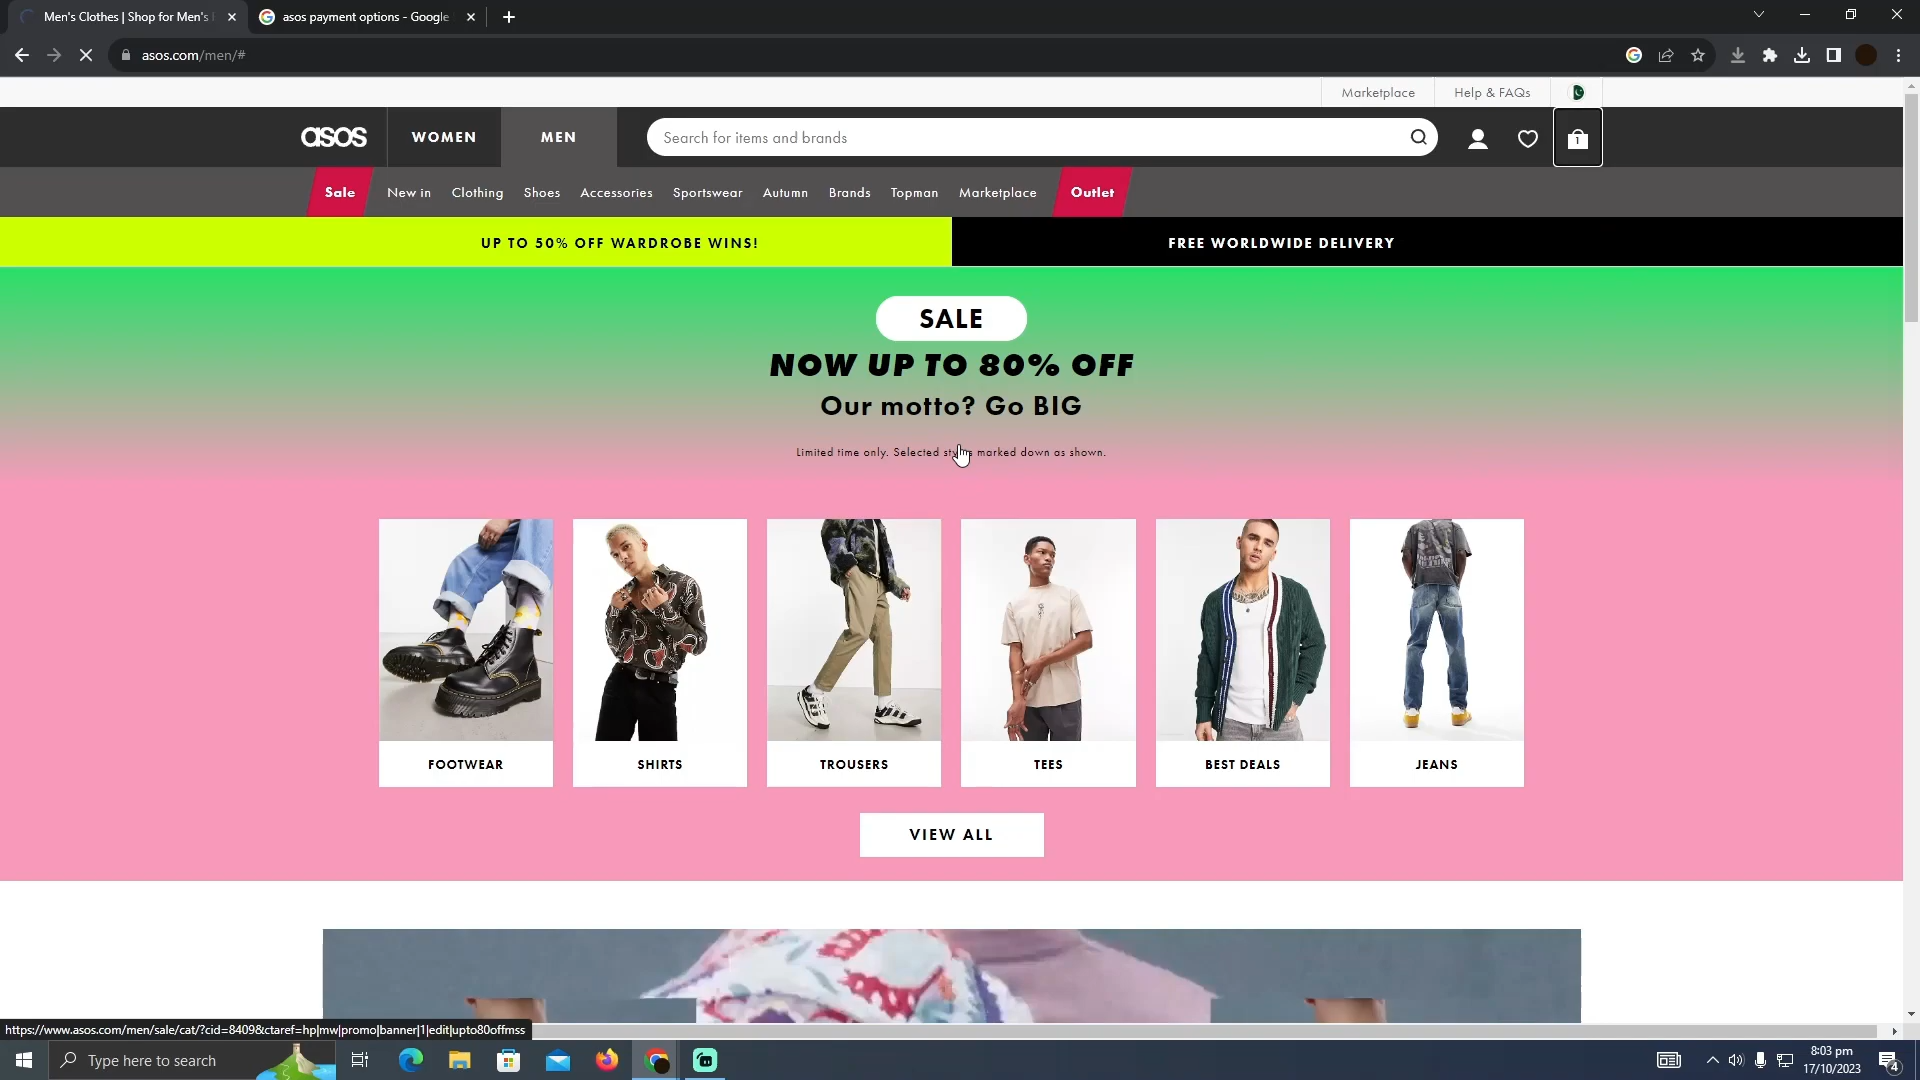 Men's Clothes | Shop for Men's
asos payment options - Google
asos.com/men/#
Marketplace
Help & FAQs
asos
WOMEN
MEN
Search for items and brands
1
Sale
New in
Clothing
Shoes
Accessories
Sportswear
Autumn
Brands
Topman
Marketplace
Outlet
UP TO 50% OFF WARDROBE WINS!
FREE WORLDWIDE DELIVERY
SALE
NOW UP TO 80% OFF
Our motto? Go BIG
Limited time only. Selected styles marked down as shown.
FOOTWEAR
SHIRTS
TROUSERS
TEES
BEST DEALS
JEANS
VIEW ALL
https://www.asos.com/men/sale/cat/?cid=8409&ctaref=hp|mw|promo|banner|1|edit|upto80offmss
Type here to search
8:03 pm
17/10/2023
4